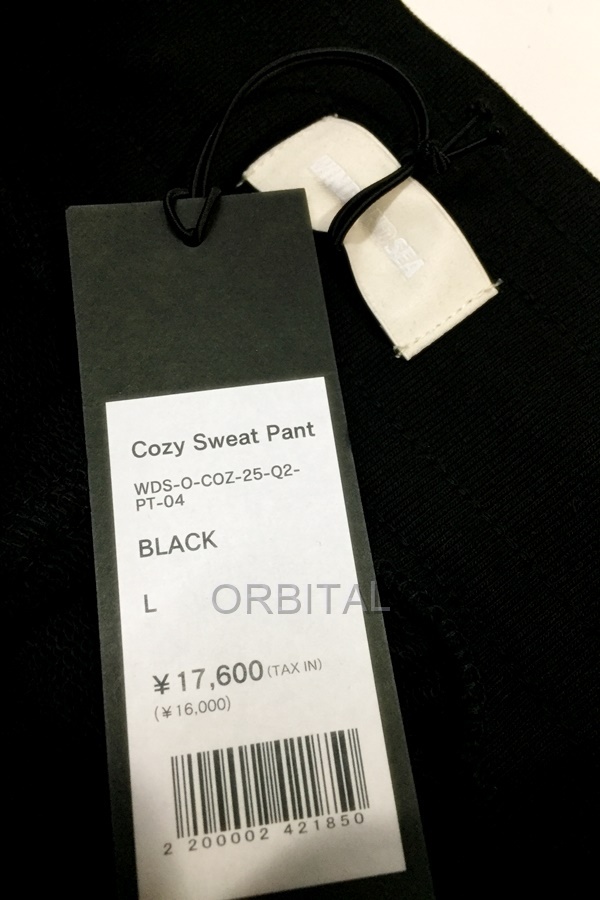 SEA
Cozy Sweat Pant
WDS-O-COZ-25-Q2-
PT-04
BLACK
L
ORBITAL
¥17,600(TAX IN)
(¥16,000)
2 200002 421850